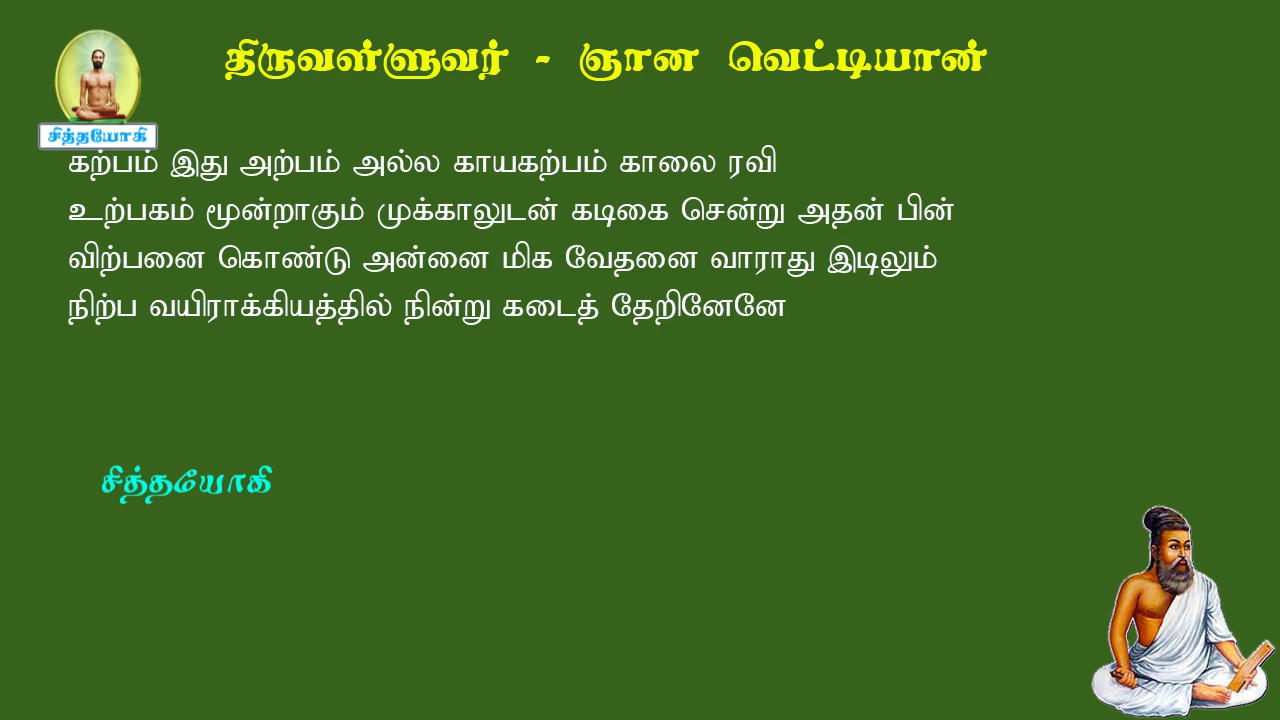 திருவள்ளுவர் - ஞான வெட்டியான்
சித்தயோகி
கற்பம் இது அற்பம் அல்ல காயகற்பம் காலை ரவி
உற்பகம் மூன்றாகும் முக்காலுடன் கடிகை சென்று அதன் பின்
விற்பனை கொண்டு அன்னை மிக வேதனை வாராது இடிலும்
நிற்ப வயிராக்கியத்தில் நின்று கடைத் தேறினேனே
சித்தயோகி